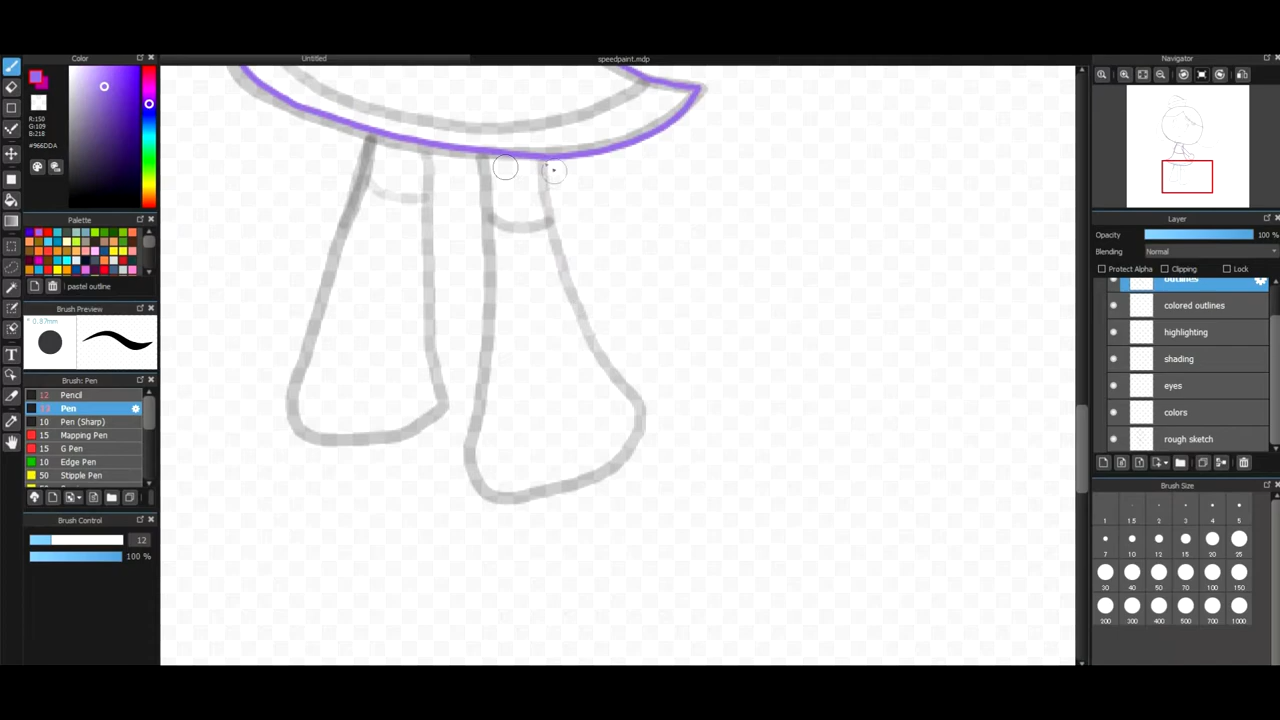 Color
Untitled
speedpaint.mdp
Navigator
R:150
G:109
B:218
#966DDA
Palette
Layer
Opacity 100 %
Blending Normal
Protect Alpha Clipping Lock
outlines
pastel outline
colored outlines
Brush Preview
* 0.87mm
highlighting
shading
Brush: Pen
eyes
12 Pencil
Pen
colors
10 Pen (Sharp)
15 Mapping Pen
rough sketch
15 G Pen
10 Edge Pen
50 Stipple Pen
Brush Size
1 1.5 2 3 4 5
Brush Control
12
7 10 12 15 20 25
100 %
30 40 50 70 100 150
200 300 400 500 700 1000